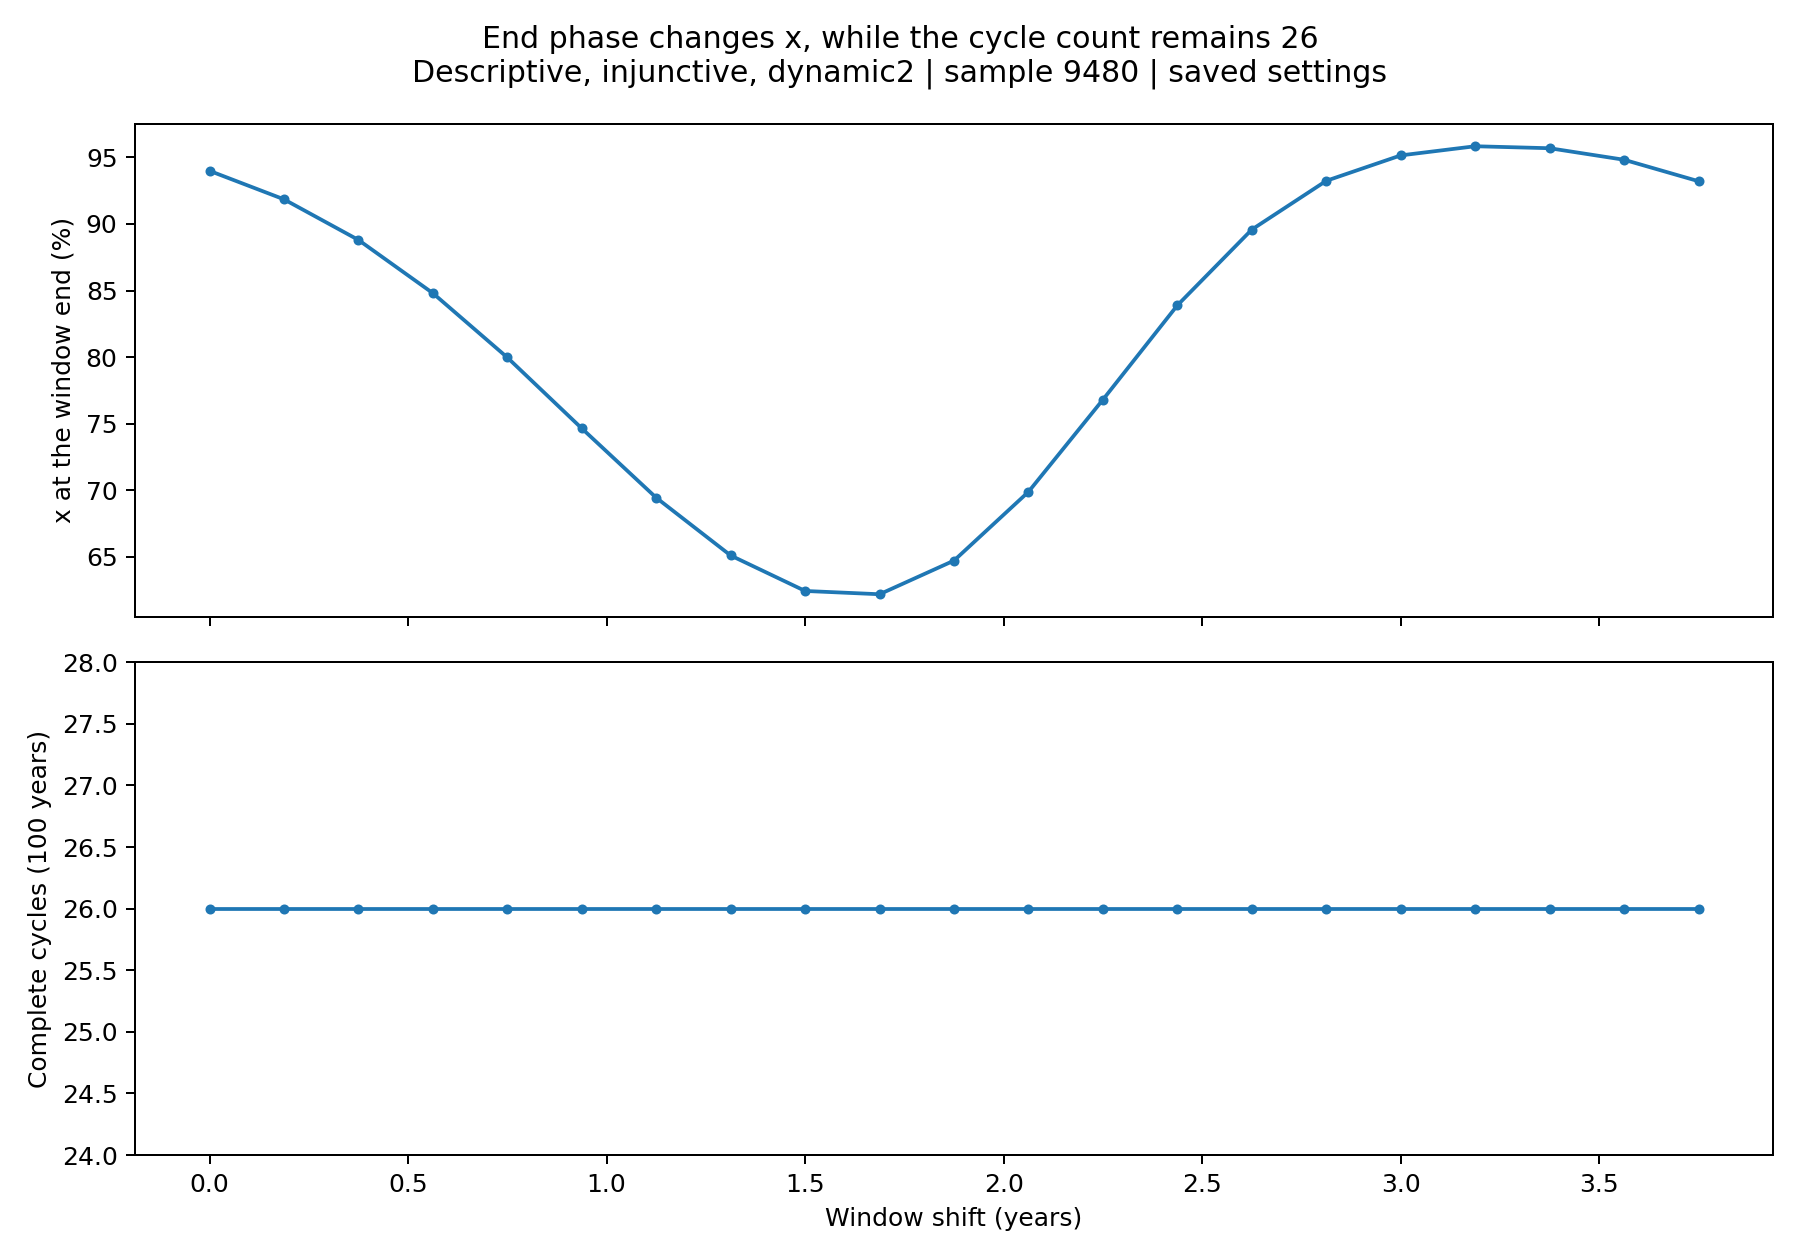 End phase changes x, while the cycle count remains 26
Descriptive, injunctive, dynamic2 | sample 9480 | saved settings
x at the window end (%)
95
90
85
80
75
70
65
Complete cycles (100 years)
28.0
27.5
27.0
26.5
26.0
25.5
25.0
24.5
24.0
0.0 0.5 1.0 1.5 2.0 2.5 3.0 3.5
Window shift (years)